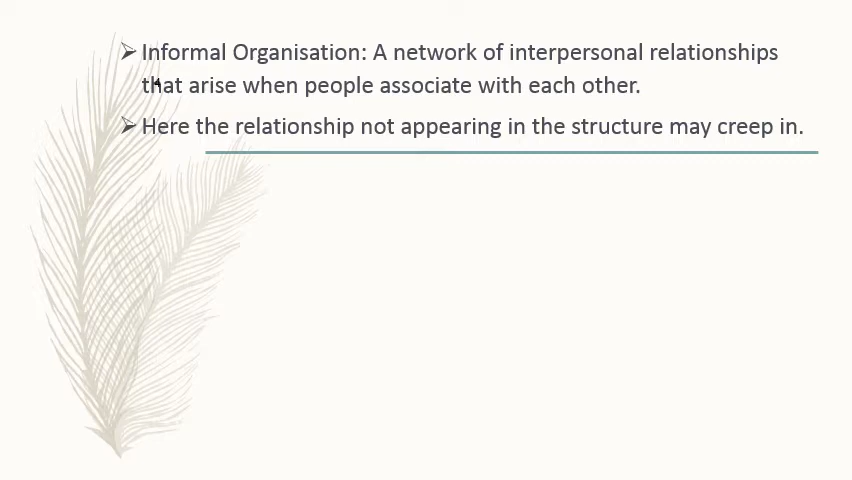 ➢ Informal Organisation: A network of interpersonal relationships
that arise when people associate with each other.
➢ Here the relationship not appearing in the structure may creep in.